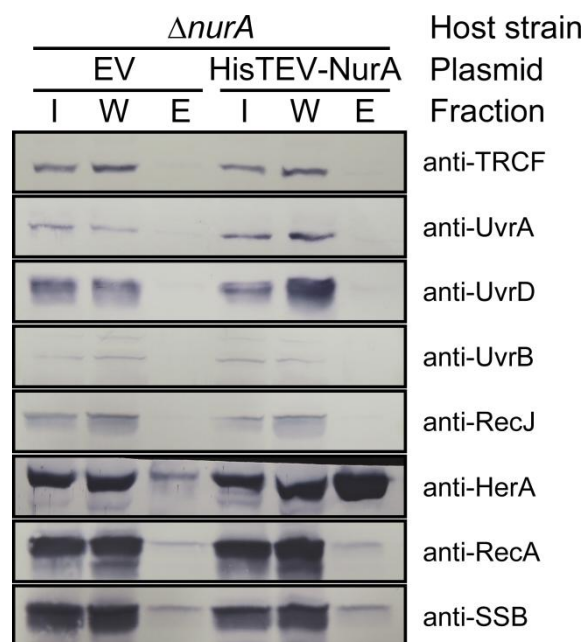 ΔnurA Host strain
EV HisTEV-NurA Plasmid
I W E I W E Fraction
anti-TRCF
anti-UvrA
anti-UvrD
anti-UvrB
anti-RecJ
anti-HerA
anti-RecA
anti-SSB